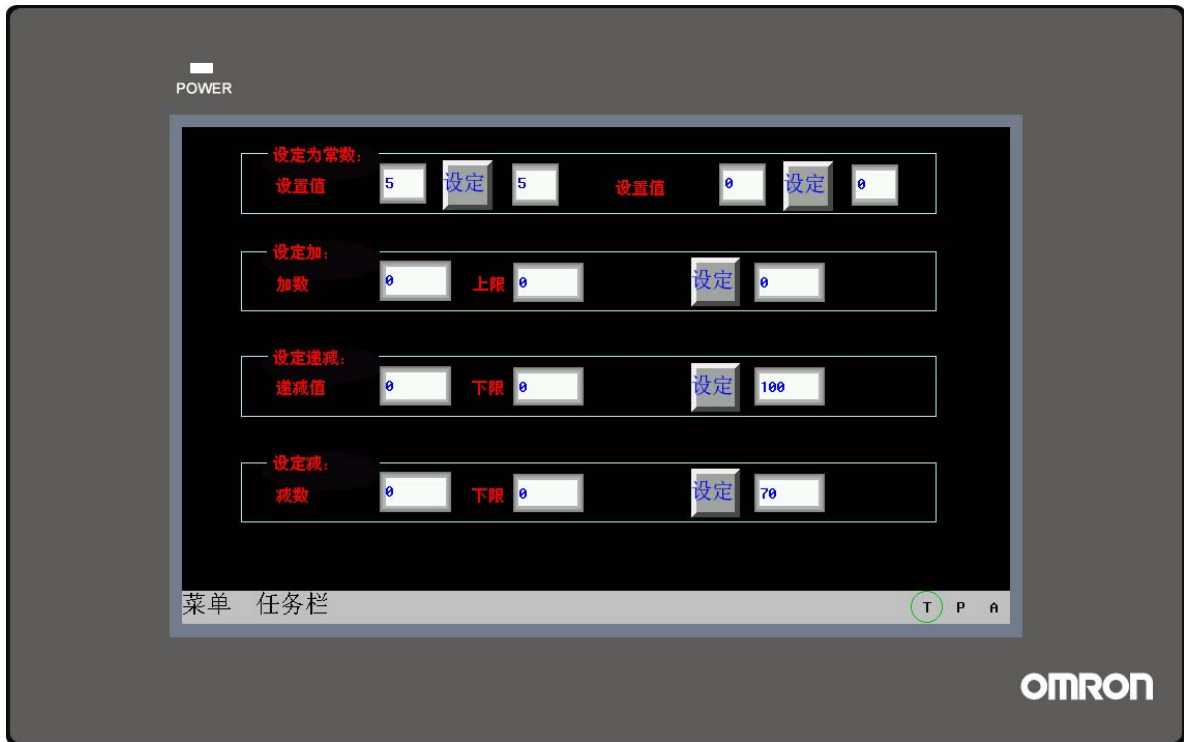 POWER
设定为常数:
设置值 5 设定 5 设置值 0 设定 0
设定加:
加数 0 上限 0 设定 0
设定递减:
递减值 0 下限 0 设定 100
设定减:
减数 0 下限 0 设定 70
菜单 任务栏 T P A
OMRON